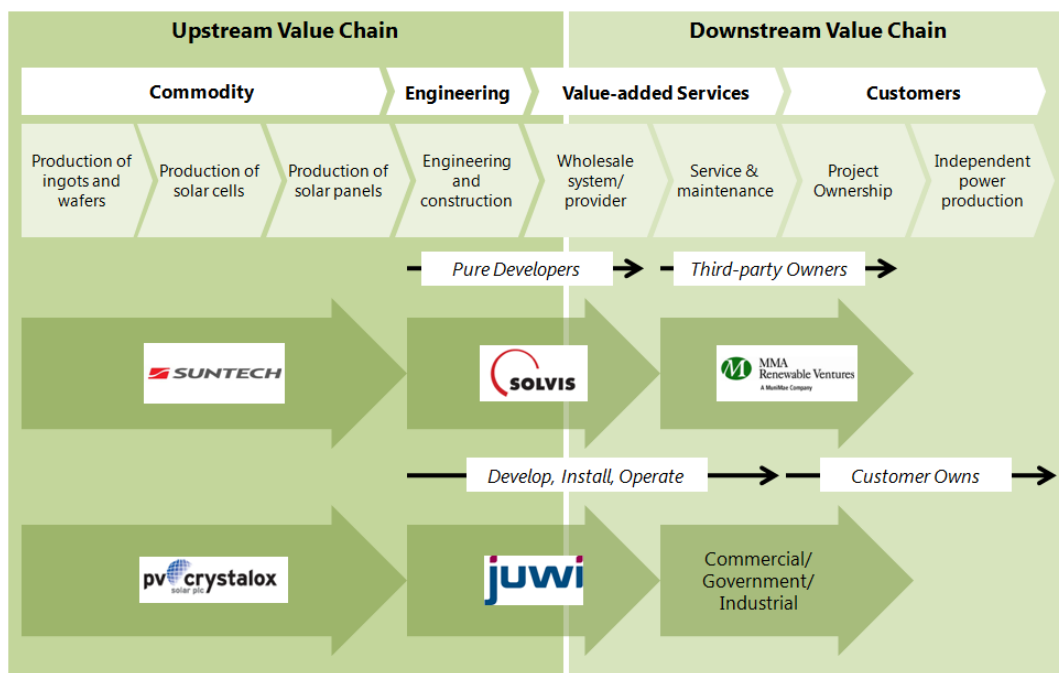 Upstream Value Chain
Downstream Value Chain
Commodity
Engineering
Value-added Services
Customers
Production of
ingots and
wafers
Production of
solar cells
Production of
solar panels
Engineering
and
construction
Wholesale
system/
provider
Service &
maintenance
Project
Ownership
Independent
power
production
Pure Developers
Third-party Owners
SUNTECH
SOLVIS
M
MMA
Renewable Ventures
A MuniMae Company
Develop, Install, Operate
Customer Owns
pv crystalox
solar plc
juwi
Commercial/
Government/
Industrial